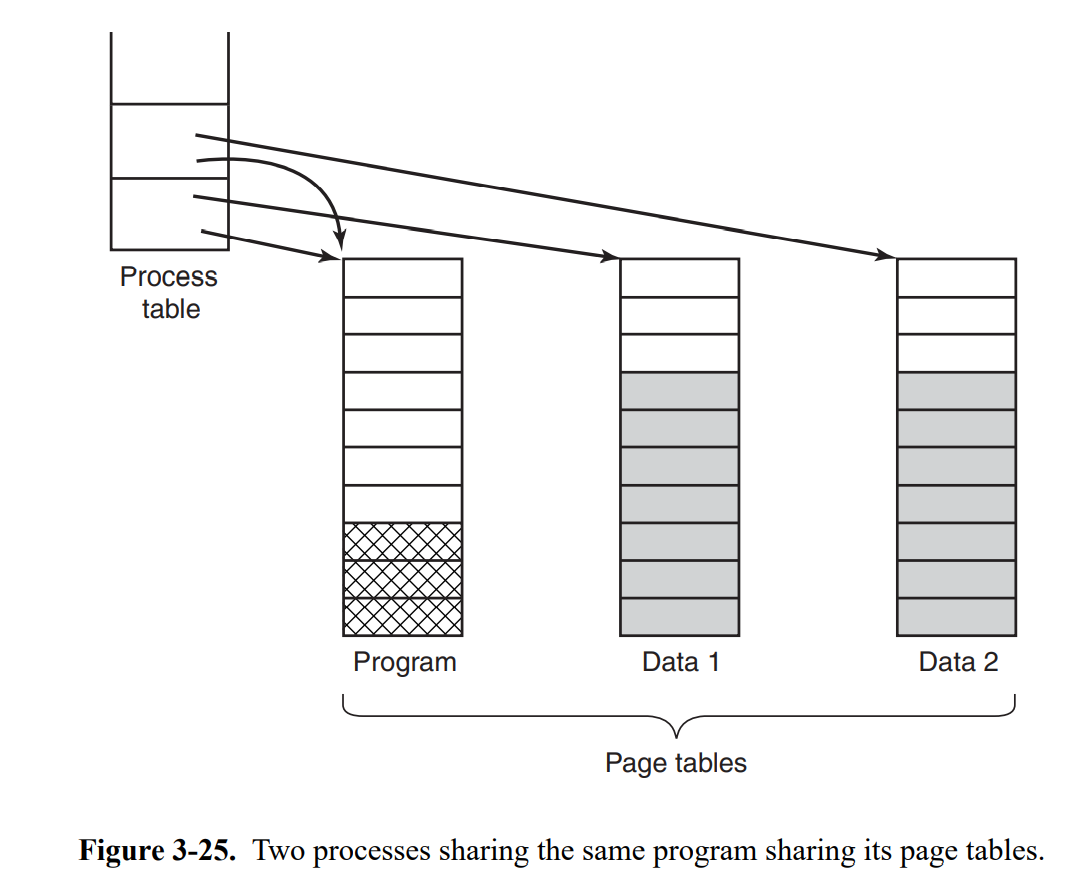 Process
table
Program
Data 1
Data 2
Page tables
Figure 3-25. Two processes sharing the same program sharing its page tables.